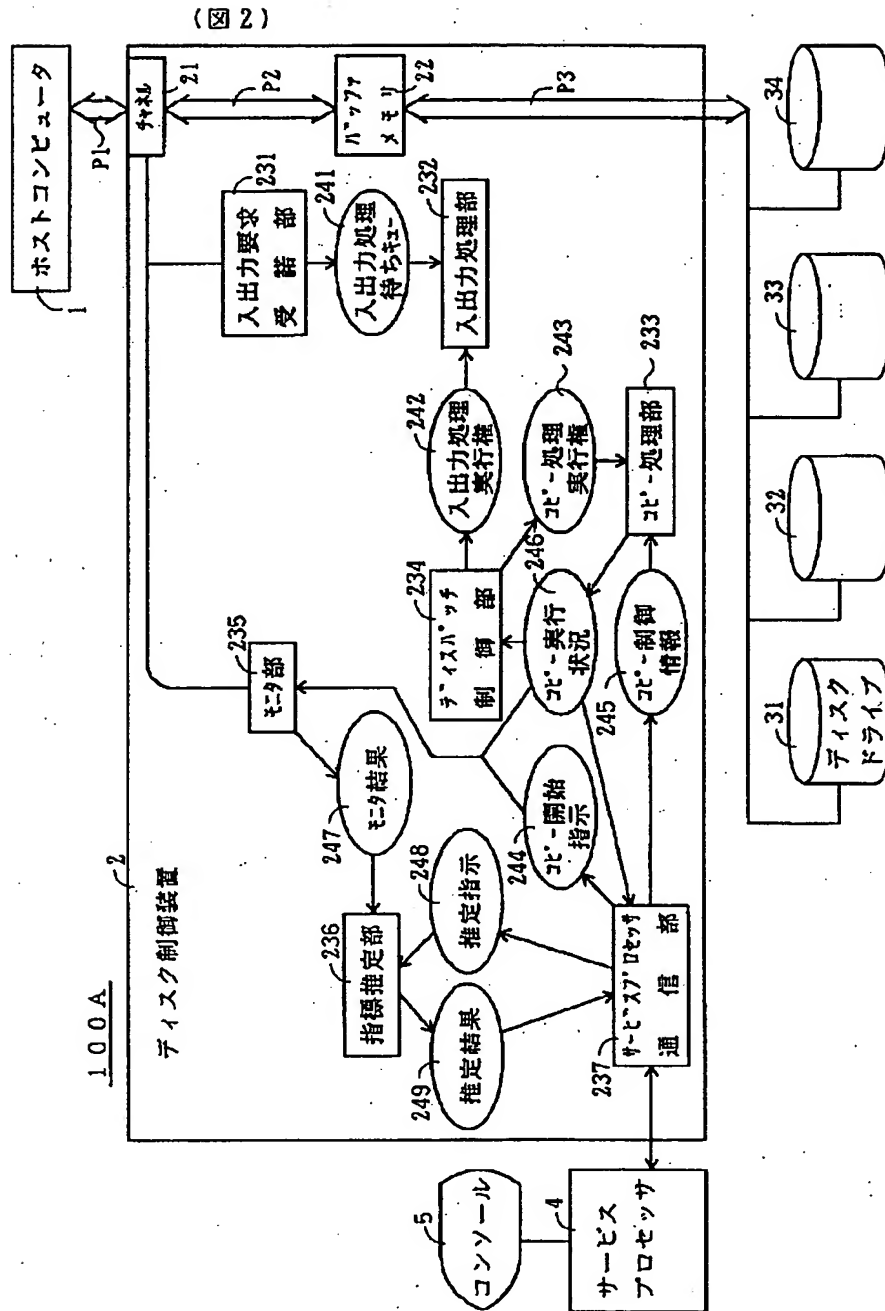 (図2)
100A
ホストコンピュータ
1
P1
2
ディスク制御装置
チャネル
21
P2
バッファ
メモリ
22
P3
入出力要求
受諾部
231
入出力処理
待ちキュー
241
入出力処理部
232
入出力処理
実行権
242
コピー処理
実行権
243
コピー処理部
233
ディスパッチ
制御部
234
コピー実行
状況
246
コピー制御
情報
245
モニタ部
235
モニタ結果
247
コピー開始
指示
244
指標推定部
236
推定指示
248
推定結果
249
サービスプロセッサ
通信部
237
コンソール
5
サービス
プロセッサ
4
ディスク
ドライブ
31
32
33
...
34